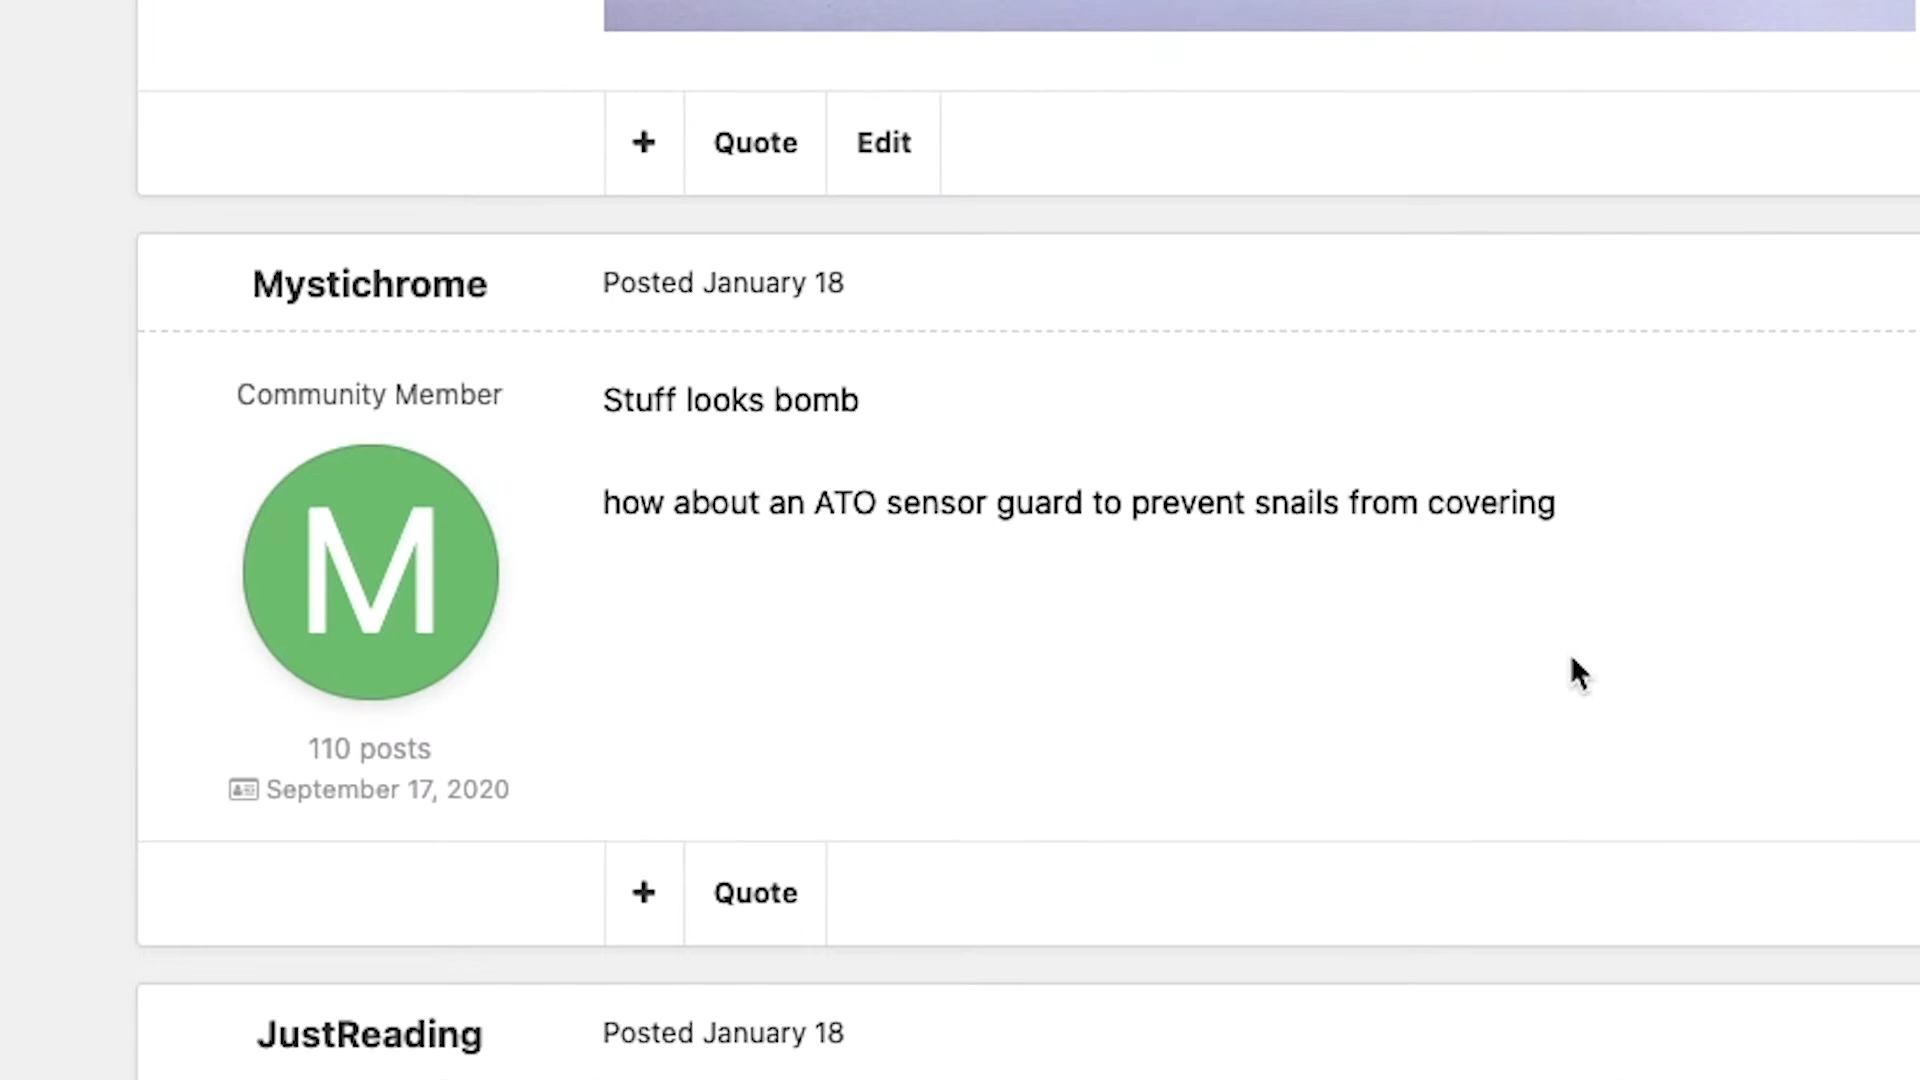 + Quote Edit
Mystichrome Posted January 18
Community Member
Stuff looks bomb
how about an ATO sensor guard to prevent snails from covering
M
110 posts
September 17, 2020
+ Quote
JustReading Posted January 18